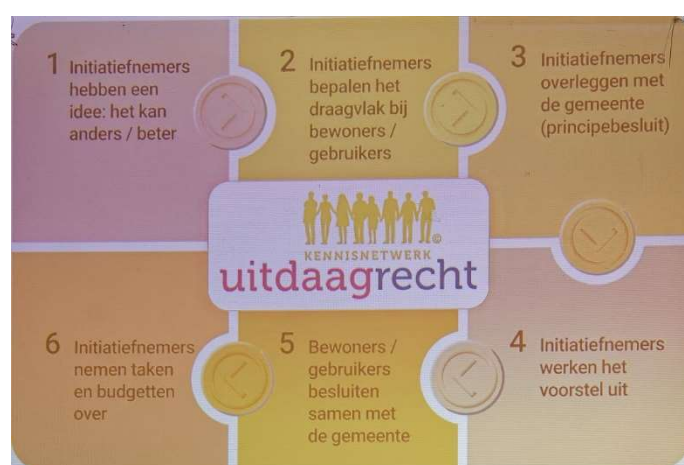 1 Initiatiefnemers
hebben een
idee: het kan
anders / beter
2 Initiatiefnemers
bepalen het
draagvlak bij
bewoners /
gebruikers
3 Initiatiefnemers
overleggen met
de gemeente
(principebesluit)
KENNISNETWERK
uitdaagrecht
4 Initiatiefnemers
werken het
voorstel uit
5 Bewoners /
gebruikers
besluiten
samen met
de gemeente
6 Initiatiefnemers
nemen taken
en budgetten
over